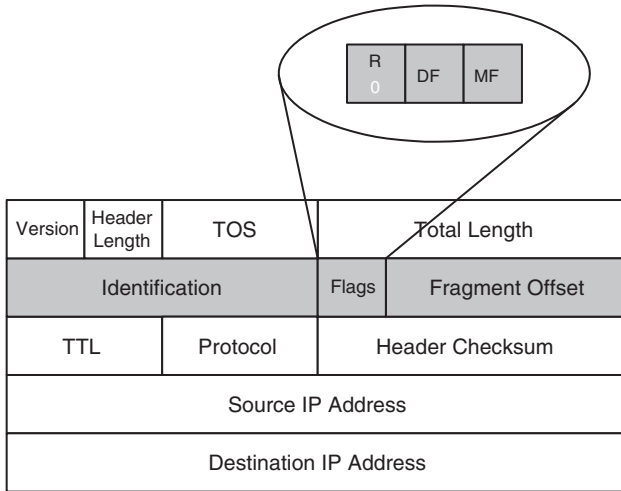 R
0
DF
MF
Version
Header
Length
TOS
Total Length
Identification
Flags
Fragment Offset
TTL
Protocol
Header Checksum
Source IP Address
Destination IP Address